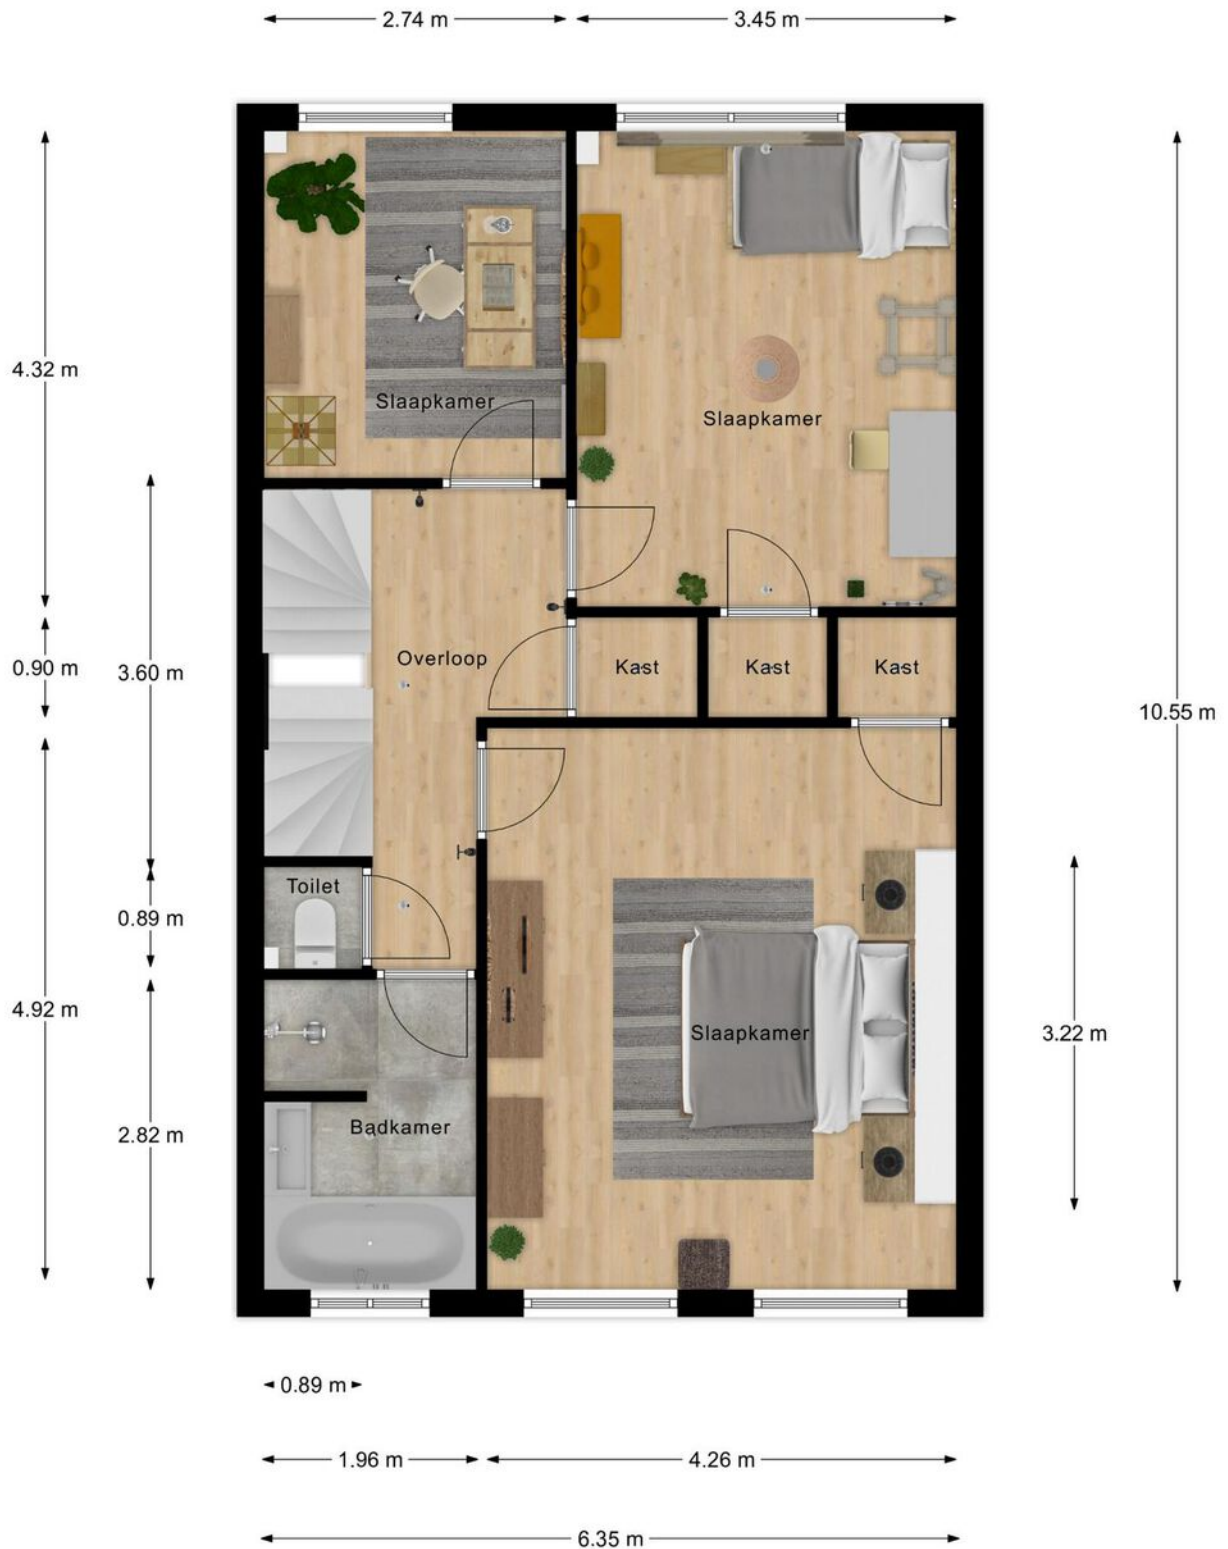 2.74 m
3.45 m
4.32 m
Slaapkamer
Slaapkamer
0.90 m
3.60 m
Overloop
Kast
Kast
Kast
10.55 m
Toilet
0.89 m
4.92 m
Slaapkamer
3.22 m
2.82 m
Badkamer
0.89 m
1.96 m
4.26 m
6.35 m